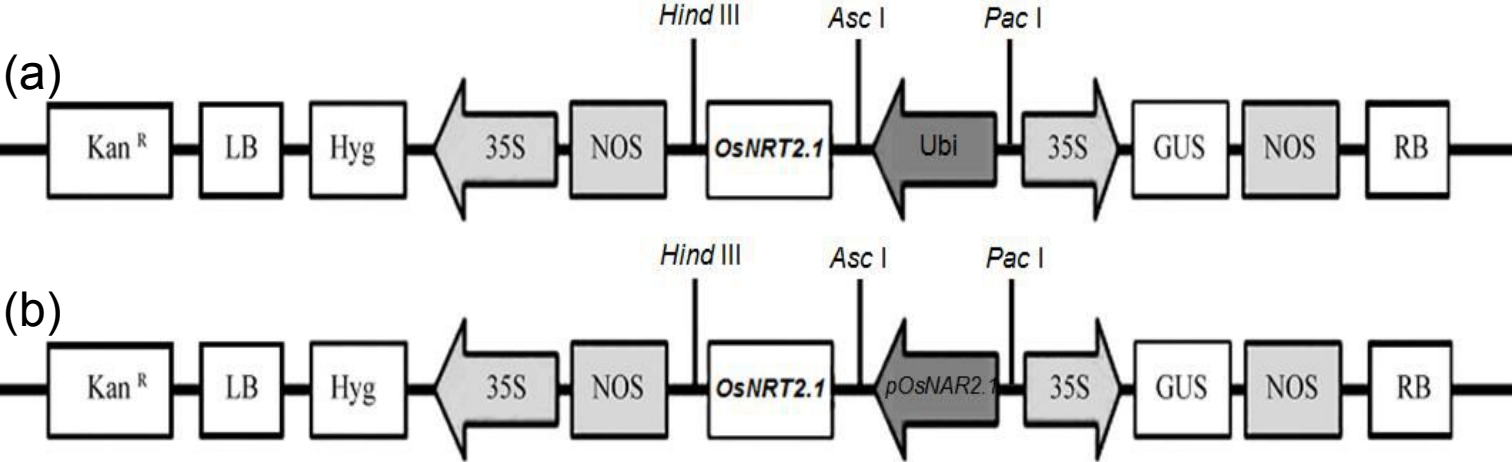 Hind III Asc I Pac I
(a)
Kan R LB Hyg 35S NOS OsNRT2.1 Ubi 35S GUS NOS RB
Hind III Asc I Pac I
(b)
Kan R LB Hyg 35S NOS OsNRT2.1 pOsNAR2.1 35S GUS NOS RB